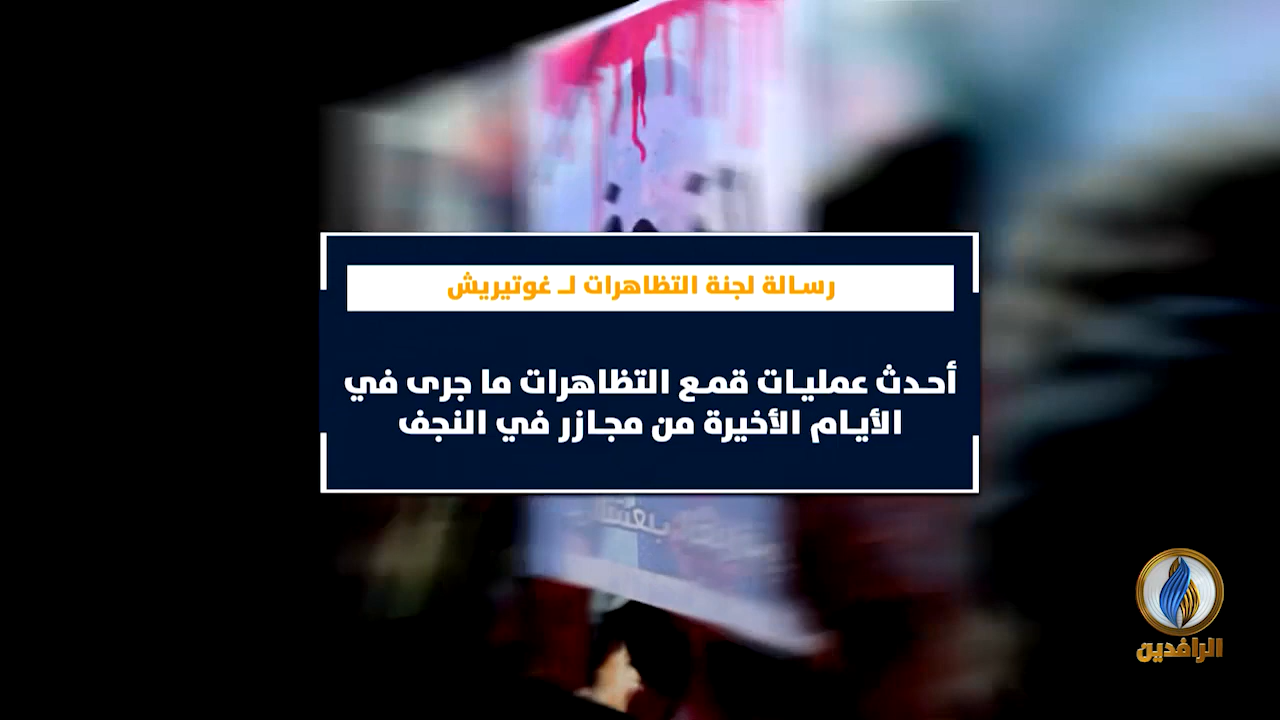 رسالة لجنة التظاهرات لـ غوتيريش
أحدث عمليات قمع التظاهرات ما جرى في
الأيام الأخيرة من مجازر في النجف
الرافدين